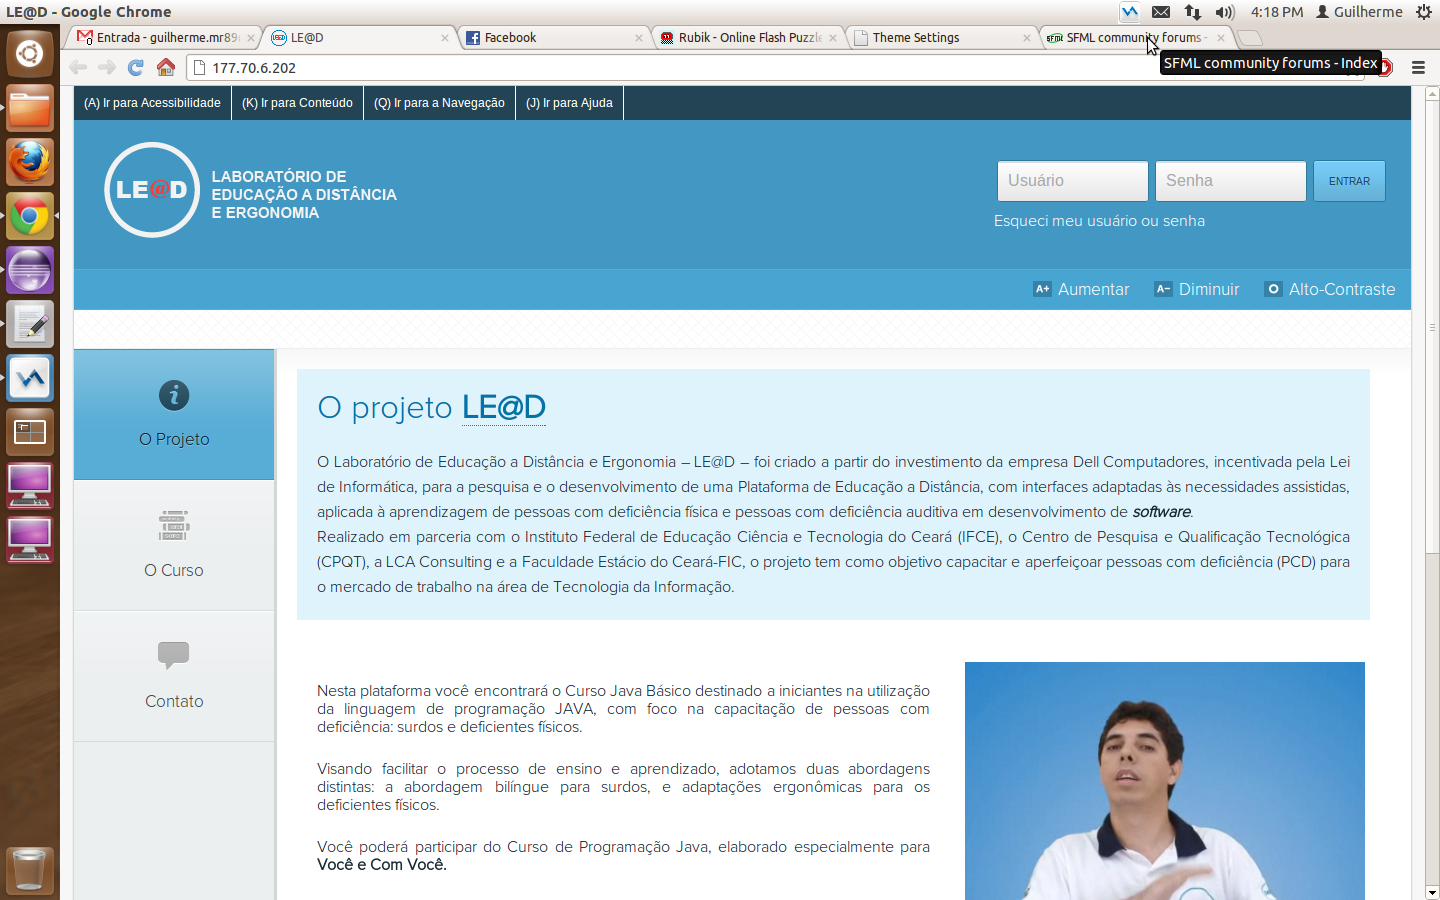 LE@D - Google Chrome
4:18 PM Guilherme
Entrada - guilherme.mr89
LE@D
Facebook
Rubik - Online Flash Puzzle
Theme Settings
SFML community forums -
177.70.6.202
SFML community forums - Index
(A) Ir para Acessibilidade
(K) Ir para Conteúdo
(Q) Ir para a Navegação
(J) Ir para Ajuda
LE@D
LABORATÓRIO DE
EDUCAÇÃO A DISTÂNCIA
E ERGONOMIA
Usuário
Senha
ENTRAR
Esqueci meu usuário ou senha
A+ Aumentar
A- Diminuir
Alto-Contraste
O Projeto
O Curso
Contato
O projeto LE@D
O Laboratório de Educação a Distância e Ergonomia – LE@D – foi criado a partir do investimento da empresa Dell Computadores, incentivada pela Lei
de Informática, para a pesquisa e o desenvolvimento de uma Plataforma de Educação a Distância, com interfaces adaptadas às necessidades assistidas,
aplicada à aprendizagem de pessoas com deficiência física e pessoas com deficiência auditiva em desenvolvimento de software.
Realizado em parceria com o Instituto Federal de Educação Ciência e Tecnologia do Ceará (IFCE), o Centro de Pesquisa e Qualificação Tecnológica
(CPQT), a LCA Consulting e a Faculdade Estácio do Ceará-FIC, o projeto tem como objetivo capacitar e aperfeiçoar pessoas com deficiência (PCD) para
o mercado de trabalho na área de Tecnologia da Informação.
Nesta plataforma você encontrará o Curso Java Básico destinado a iniciantes na utilização
da linguagem de programação JAVA, com foco na capacitação de pessoas com
deficiência: surdos e deficientes físicos.
Visando facilitar o processo de ensino e aprendizado, adotamos duas abordagens
distintas: a abordagem bilíngue para surdos, e adaptações ergonômicas para os
deficientes físicos.
Você poderá participar do Curso de Programação Java, elaborado especialmente para
Você e Com Você.